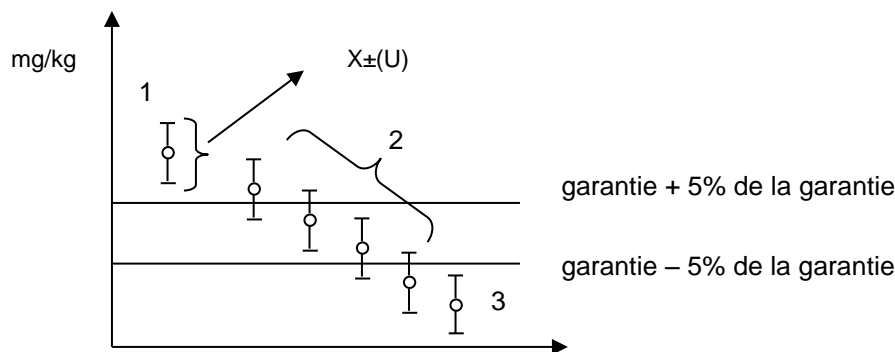 mg/kg
X±(U)
1
2
garantie + 5% de la garantie
garantie – 5% de la garantie
3